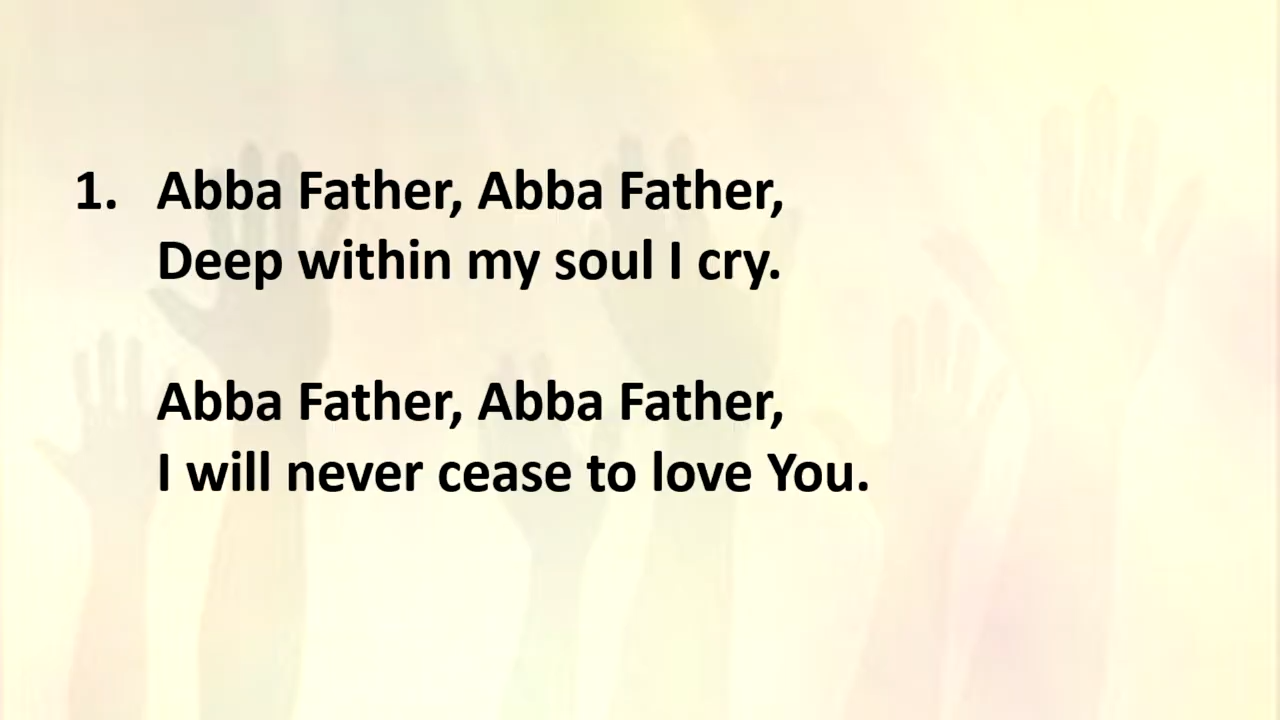 1. Abba Father, Abba Father,
Deep within my soul I cry.
Abba Father, Abba Father,
I will never cease to love You.